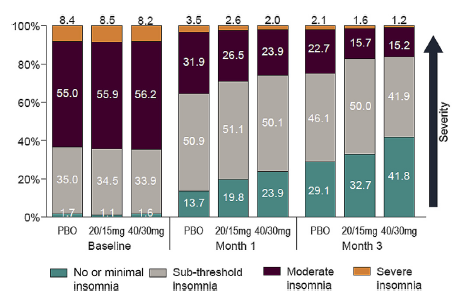 8.4 8.5 8.2 3.5 2.6 2.0 2.1 1.6 1.2
100%
80%
60%
40%
20%
0%
55.0 55.9 56.2 31.9 26.5 23.9 22.7 15.7 15.2
35.0 34.5 33.9 50.9 51.1 50.1 46.1 50.0 41.9
1.7 1.1 1.6 13.7 19.8 23.9 29.1 32.7 41.8
Severity
PBO 20/15mg 40/30mg PBO 20/15mg 40/30mg PBO 20/15mg 40/30mg
Baseline Month 1 Month 3
No or minimal insomnia
Sub-threshold insomnia
Moderate insomnia
Severe insomnia